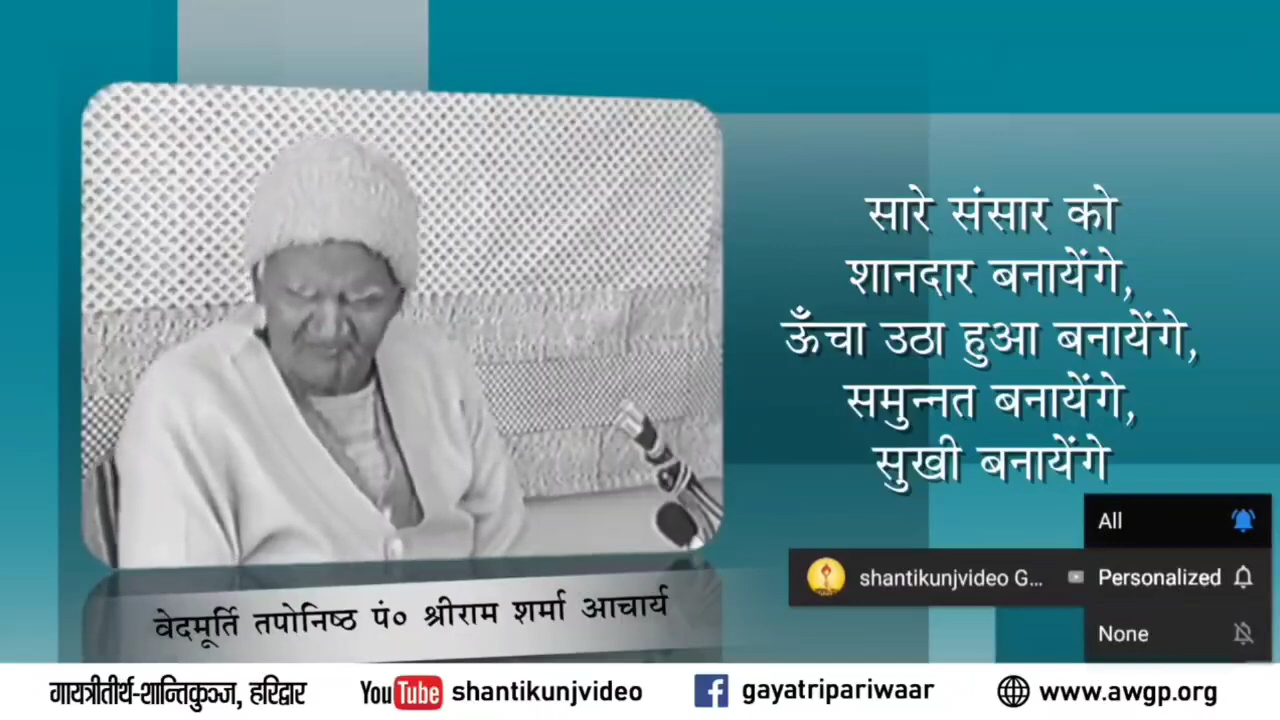 सारे संसार को
शानदार बनायेंगे,
ऊँचा उठा हुआ बनायेंगे,
समुन्नत बनायेंगे,
सुखी बनायेंगे
All
shantikunjvideo G... Personalized
None
वेदमूर्ति तपोनिष्ठ पं० श्रीराम शर्मा आचार्य
गायत्रीतीर्थ-शान्तिकुञ्ज, हरिद्वार YouTube shantikunjvideo f gayatripariwaar www.awgp.org